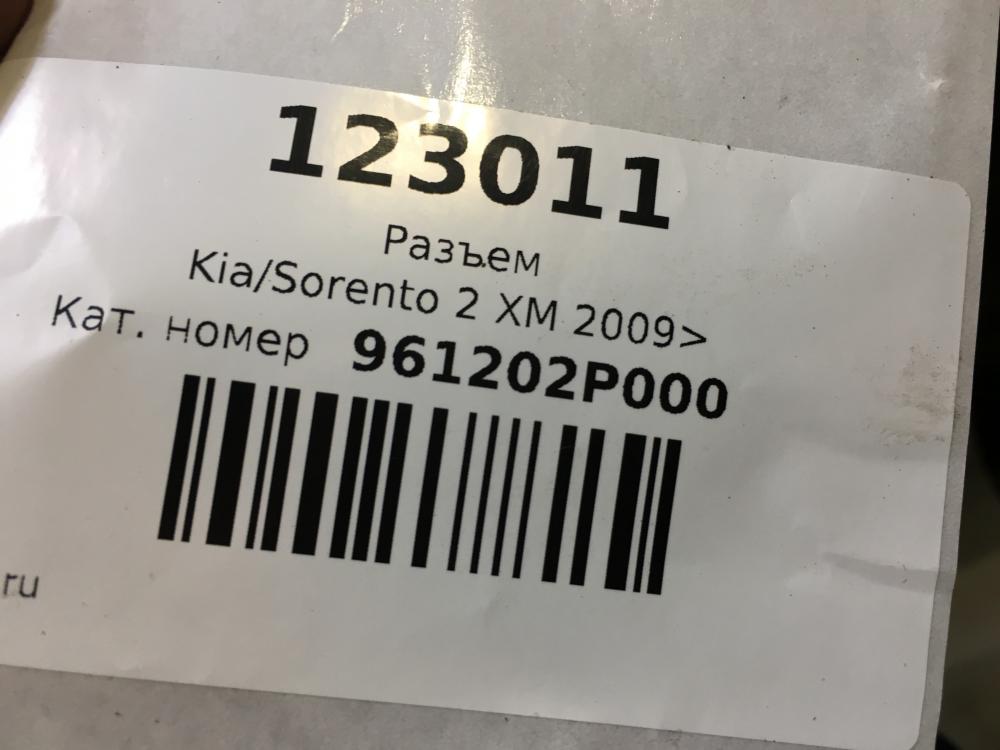 123011
Разъем
Kia/Sorento 2 XM 2009>
Кат. номер 961202P000
ru